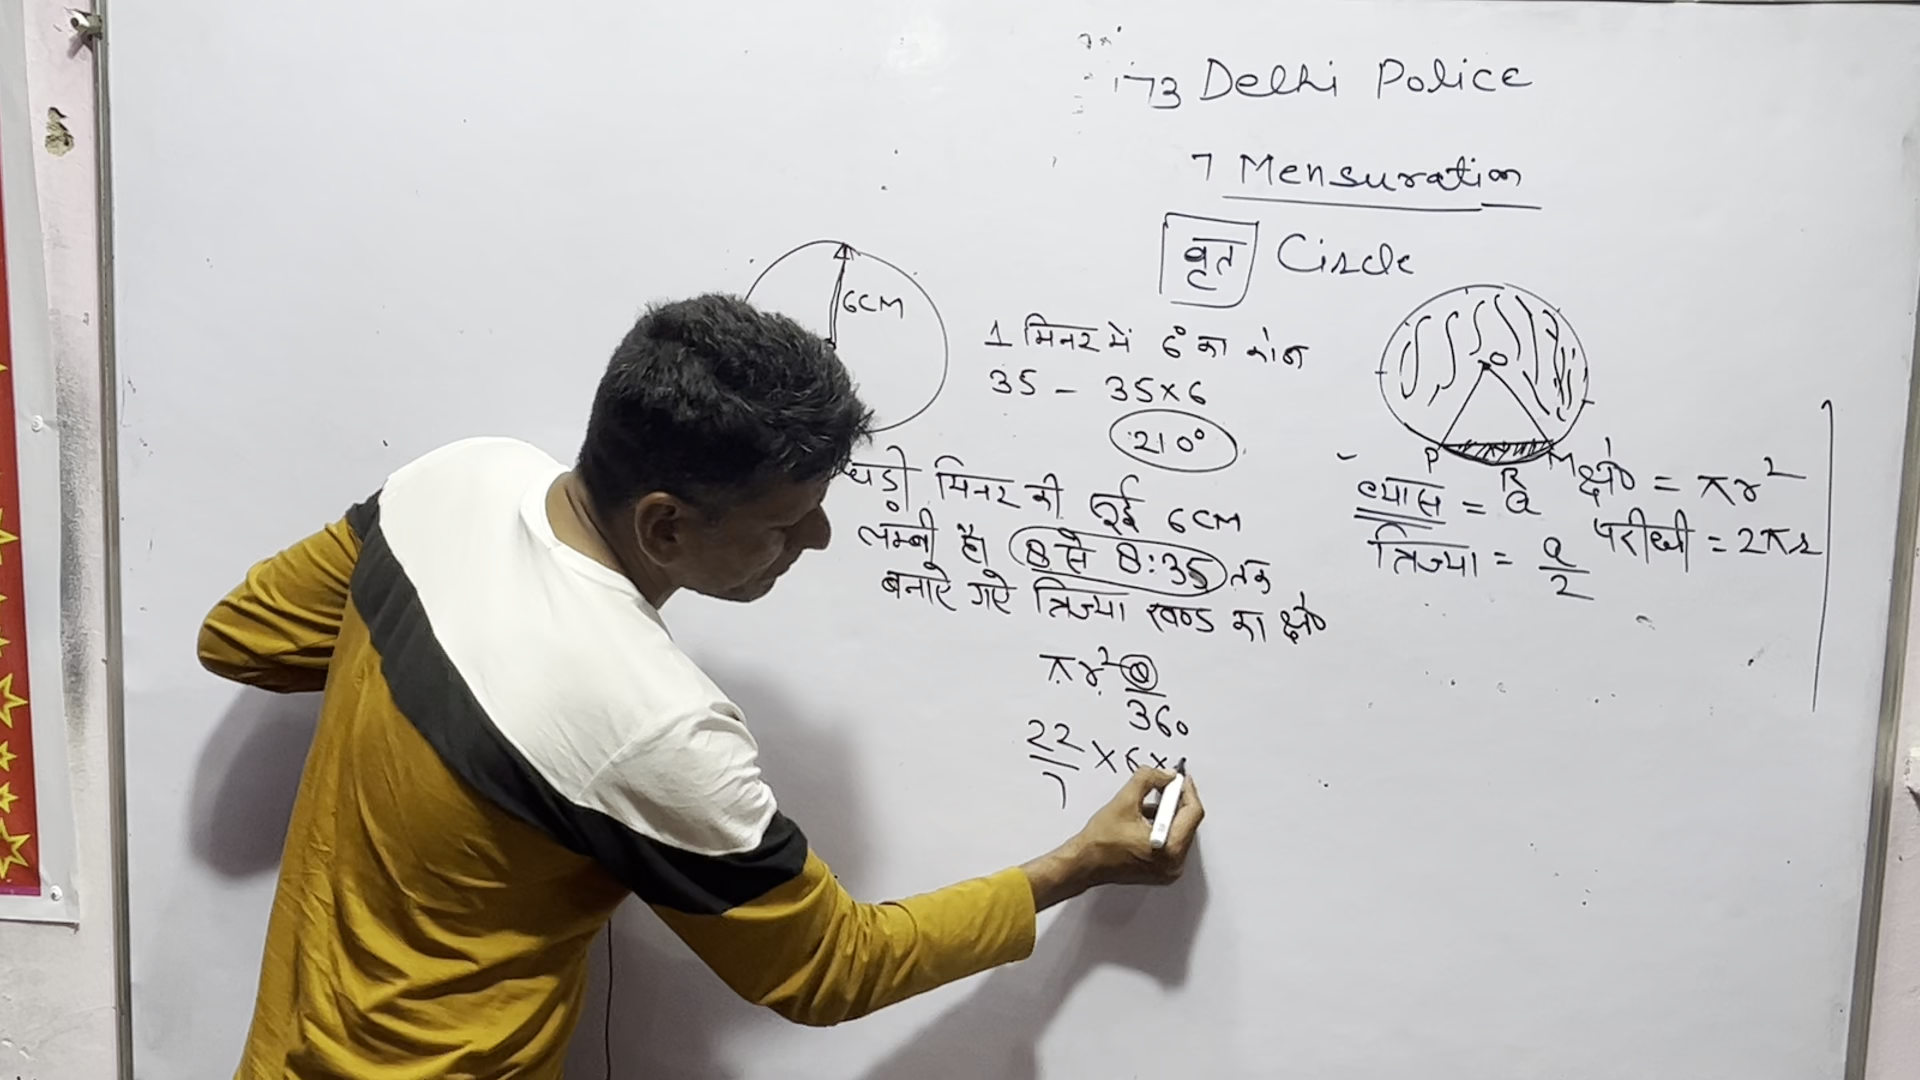 173 Delhi Police
7 Mensuration
वृत Circle
6CM
1 मिनट में 6° का कोण
35 - 35×6
210°
घड़ी मिनट की सुई 6CM
लम्बी है। 8 से 8:35 तक
बनाऐ गऐ त्रिज्या खण्ड का क्षे०
πr² θ/360
22/7 × 6 ×
O
P
R
M
व्यास = a
त्रिज्या = a/2
क्षे० = πr²
परीधी = 2πr